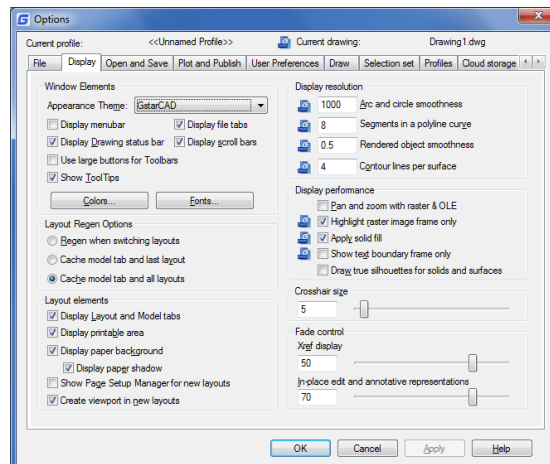 Options
Current profile: <<Unnamed Profile>> Current drawing: Drawing1.dwg
File Display Open and Save Plot and Publish User Preferences Draw Selection set Profiles Cloud storage
Window Elements
Appearance Theme: GstarCAD
Display menubar Display file tabs
Display Drawing status bar Display scroll bars
Use large buttons for Toolbars
Show ToolTips
Colors... Fonts...
Layout Regen Options
Regen when switching layouts
Cache model tab and last layout
Cache model tab and all layouts
Layout elements
Display Layout and Model tabs
Display printable area
Display paper background
Display paper shadow
Show Page Setup Manager for new layouts
Create viewport in new layouts
Display resolution
1000 Arc and circle smoothness
8 Segments in a polyline curve
0.5 Rendered object smoothness
4 Contour lines per surface
Display performance
Pan and zoom with raster & OLE
Highlight raster image frame only
Apply solid fill
Show text boundary frame only
Draw true silhouettes for solids and surfaces
Crosshair size
5
Fade control
Xref display
50
In-place edit and annotative representations
70
OK Cancel Apply Help